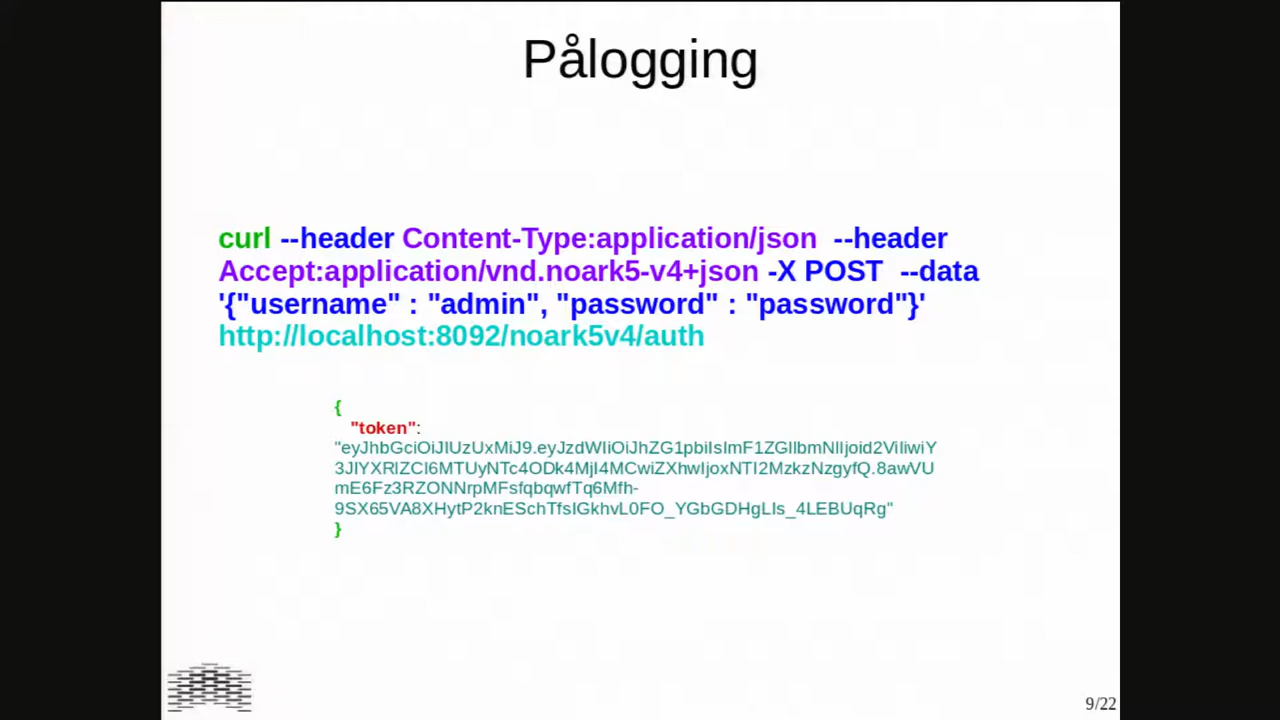 Pålogging
curl --header Content-Type:application/json --header
Accept:application/vnd.noark5-v4+json -X POST --data
'{"username" : "admin", "password" : "password"}'
http://localhost:8092/noark5v4/auth
{
"token":
"eyJhbGciOiJIUzUxMiJ9.eyJzdWIiOiJhZG1pbiIsImF1ZGllbmNlIjoid2ViIiwiY
3JlYXRlZCI6MTUyNTc4ODk4MjI4MCwiZXhwIjoxNTI2MzkzNzgyfQ.8awVU
mE6Fz3RZONNrpMFsfqbqwfTq6Mfh-
9SX65VA8XHytP2knESchTfsIGkhvL0FO_YGbGDHgLIs_4LEBUqRg"
}
9/22